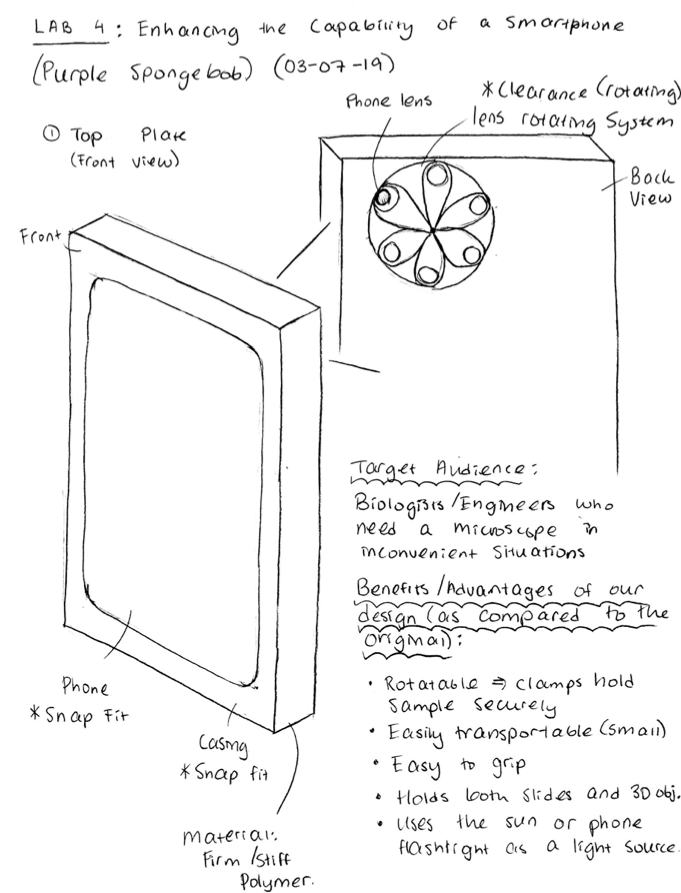 LAB 4 : Enhancing the Capability of a Smartphone
(Purple Spongebob) (03-07-19)
Phone lens
*Clearance (rotating)
lens rotating System
① Top Plate
(Front view)
Back
View
Front
Target Audience:
Biologists/Engineers who
need a microscope in
inconvenient Situations
Benefits/Advantages of our
design (as compared to the
original):
• Rotatable ⇒ clamps hold
Sample securely
• Easily transportable (small)
• Easy to grip
• Holds both slides and 3D obj.
• Uses the sun or phone
flashlight as a light source.
Phone
* Snap Fit
Casing
* Snap fit
Material:
Firm/Stiff
Polymer.